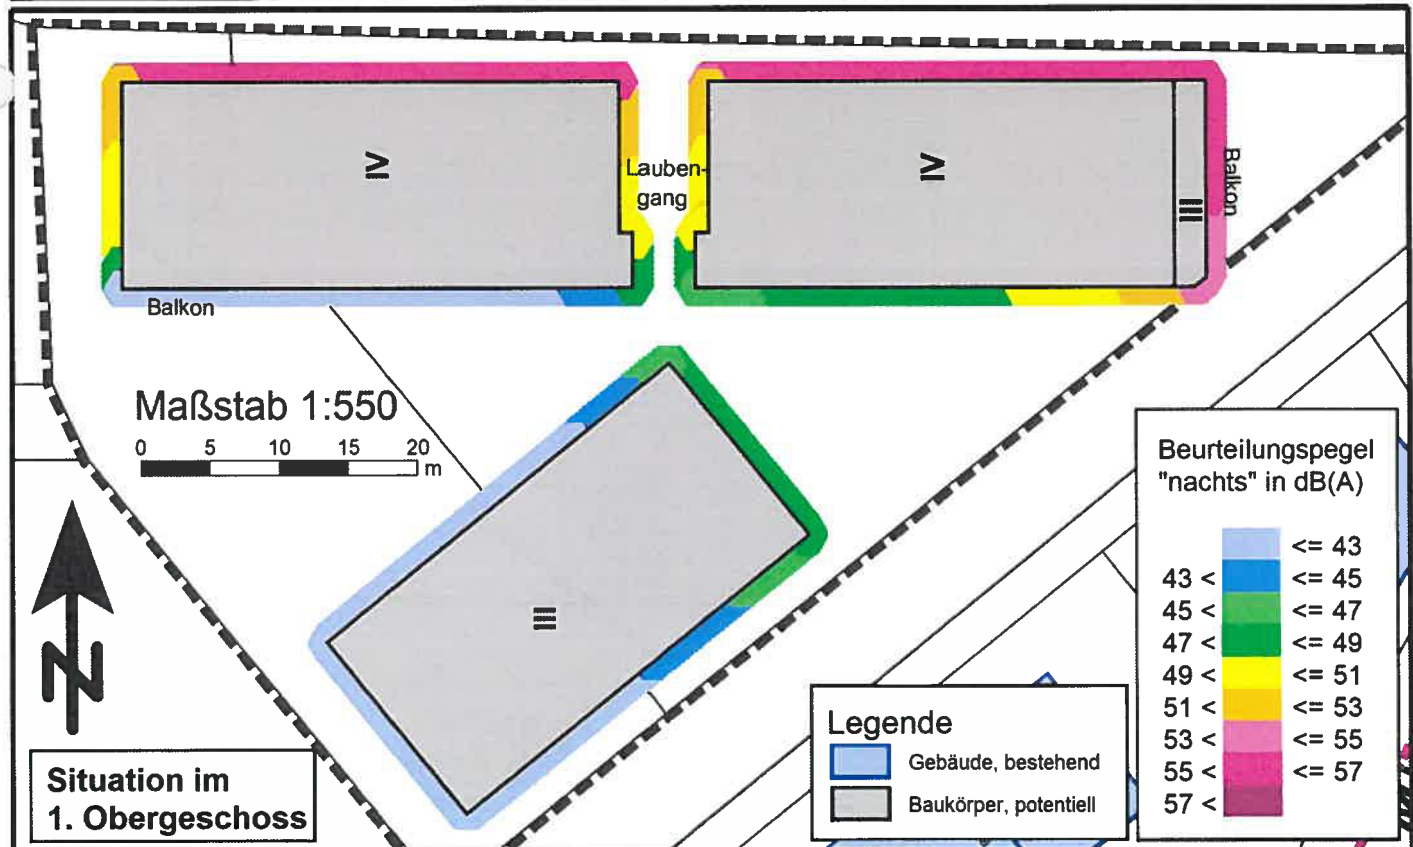 IV
IV
III
Lauben-
gang
Balkon
Balkon
Maßstab 1:550
0 5 10 15 20
m
III
N
Beurteilungspegel
"nachts" in dB(A)
<= 43
43 < <= 45
45 < <= 47
47 < <= 49
49 < <= 51
51 < <= 53
53 < <= 55
55 < <= 57
57 <
Legende
Gebäude, bestehend
Baukörper, potentiell
Situation im
1. Obergeschoss